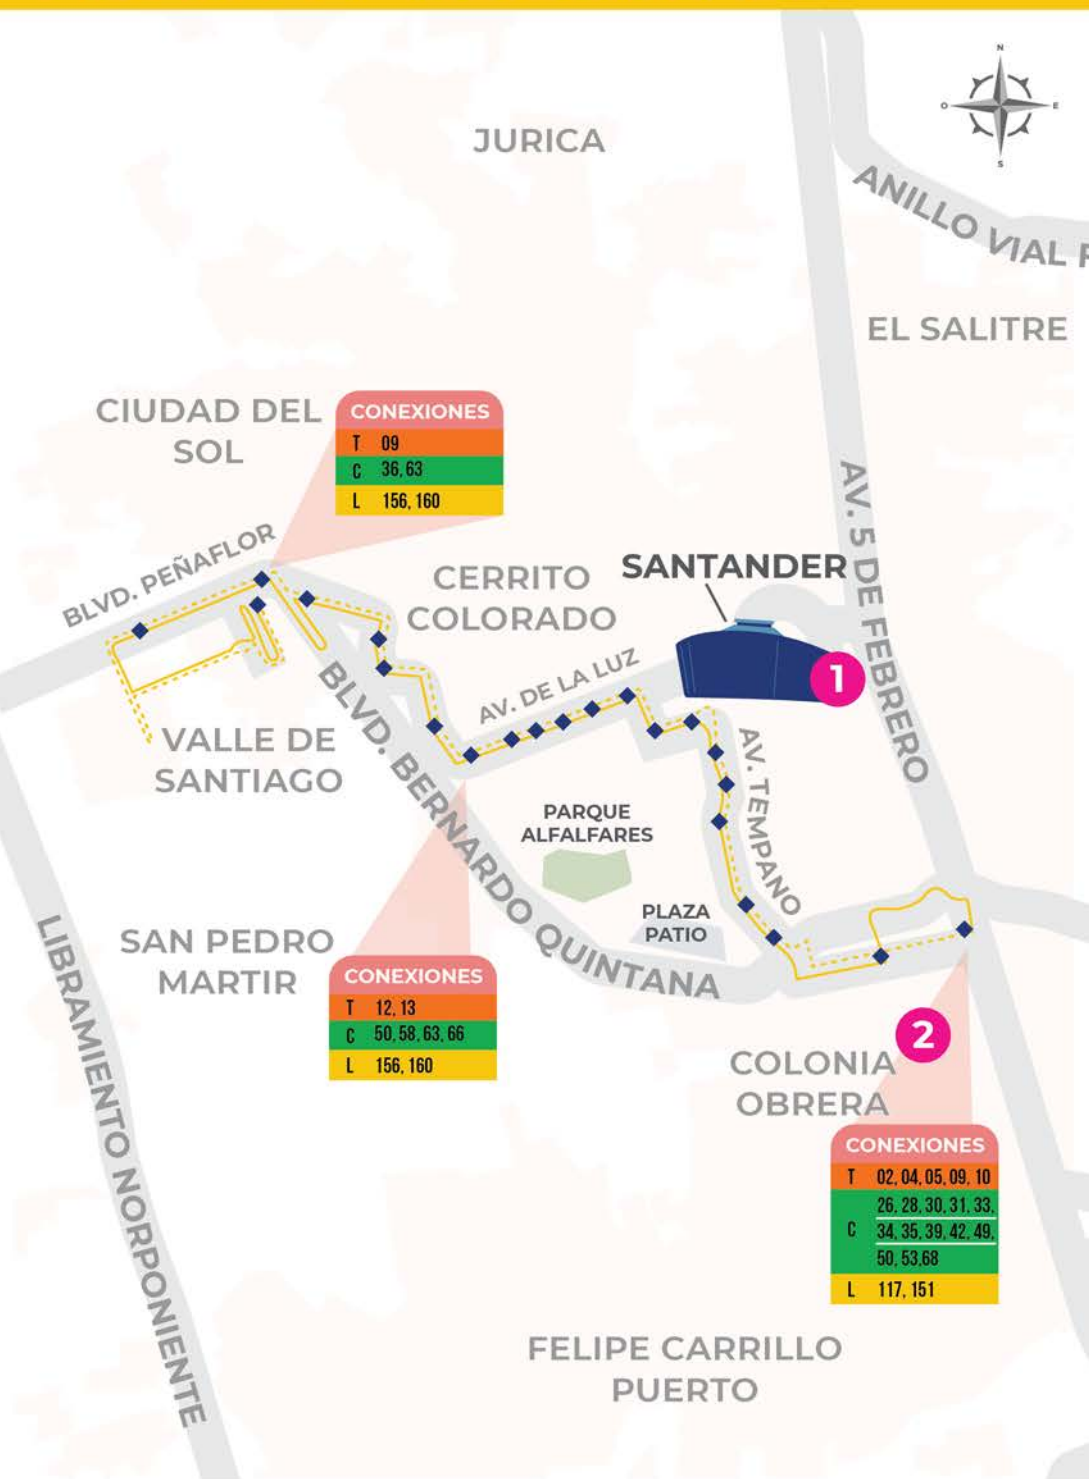 N
O
E
S
JURICA
ANILLO VIAL
EL SALITRE
CIUDAD DEL
SOL
CONEXIONES
T 09
C 36, 63
L 156, 160
AV. 5 DE FEBRERO
BLVD. PEÑAFLOR
CERRITO
COLORADO
SANTANDER
1
AV. DE LA LUZ
BLVD. BERNARDO QUINTANA
VALLE DE
SANTIAGO
AV. TEMPANO
PARQUE
ALFALFARES
PLAZA
PATIO
LIBRAMIENTO NORPONIENTE
SAN PEDRO
MARTIR
CONEXIONES
T 12, 13
C 50, 58, 63, 66
L 156, 160
2
COLONIA
OBRERA
CONEXIONES
T 02, 04, 05, 09, 10
26, 28, 30, 31, 33,
C 34, 35, 39, 42, 49,
50, 53,68
L 117, 151
FELIPE CARRILLO
PUERTO